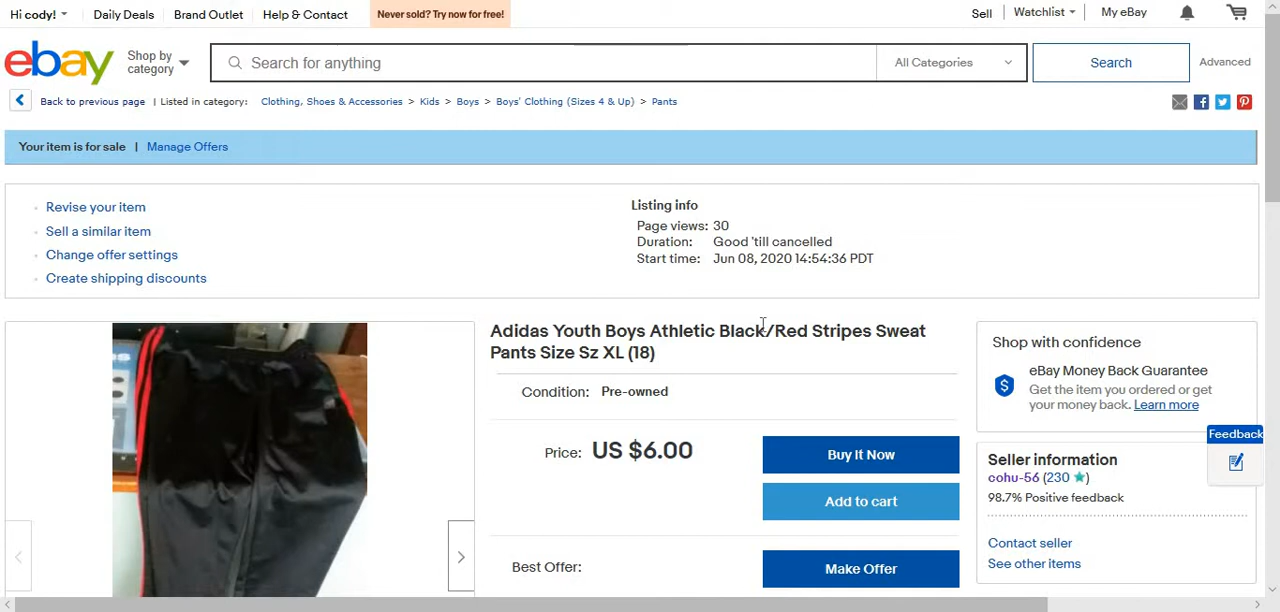 Hi cody! Daily Deals Brand Outlet Help & Contact Never sold? Try now for free! Sell Watchlist My eBay
ebay Shop by category Search for anything All Categories Search Advanced
Back to previous page | Listed in category: Clothing, Shoes & Accessories > Kids > Boys > Boys' Clothing (Sizes 4 & Up) > Pants
Your item is for sale | Manage Offers
Revise your item
Sell a similar item
Change offer settings
Create shipping discounts
Listing info
Page views: 30
Duration: Good 'till cancelled
Start time: Jun 08, 2020 14:54:36 PDT
Adidas Youth Boys Athletic Black/Red Stripes Sweat
Pants Size Sz XL (18)
Condition: Pre-owned
Price: US $6.00
Buy It Now
Add to cart
Best Offer:
Make Offer
Shop with confidence
eBay Money Back Guarantee
Get the item you ordered or get
your money back. Learn more
Feedback
Seller information
cohu-56 (230)
98.7% Positive feedback
Contact seller
See other items